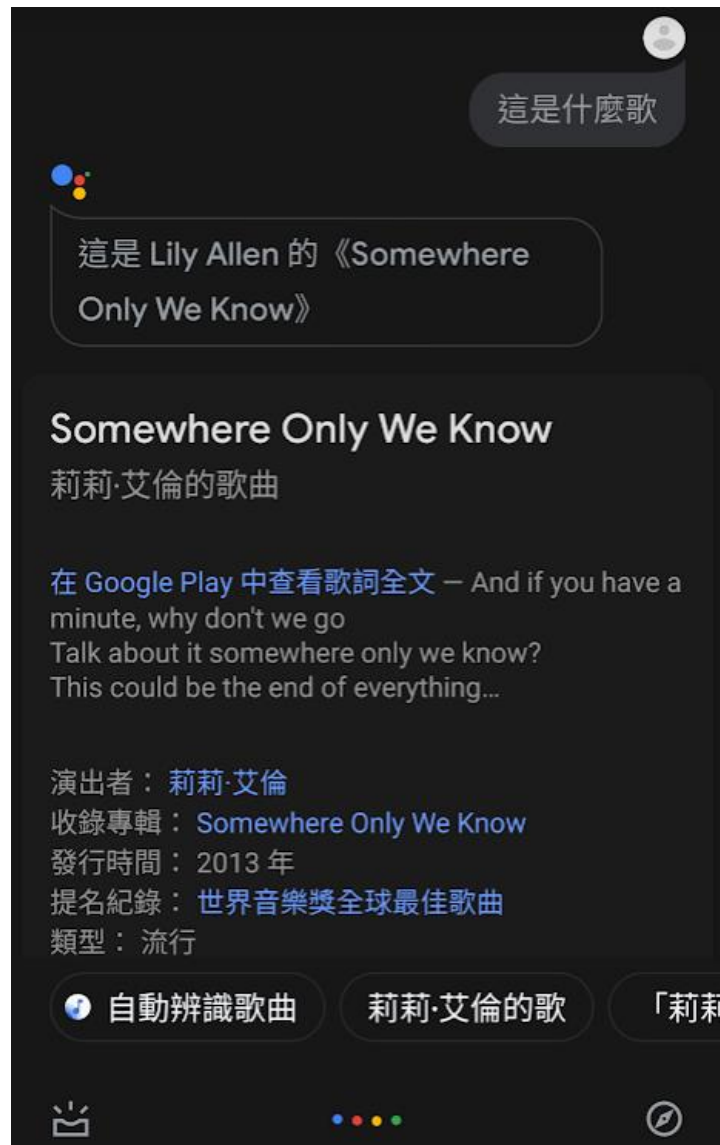 這是什麼歌
這是 Lily Allen 的《Somewhere
Only We Know》
Somewhere Only We Know
莉莉·艾倫的歌曲
在 Google Play 中查看歌詞全文 — And if you have a
minute, why don't we go
Talk about it somewhere only we know?
This could be the end of everything…
演出者： 莉莉·艾倫
收錄專輯： Somewhere Only We Know
發行時間： 2013 年
提名紀錄： 世界音樂獎全球最佳歌曲
類型： 流行
自動辨識歌曲
莉莉·艾倫的歌
「莉莉